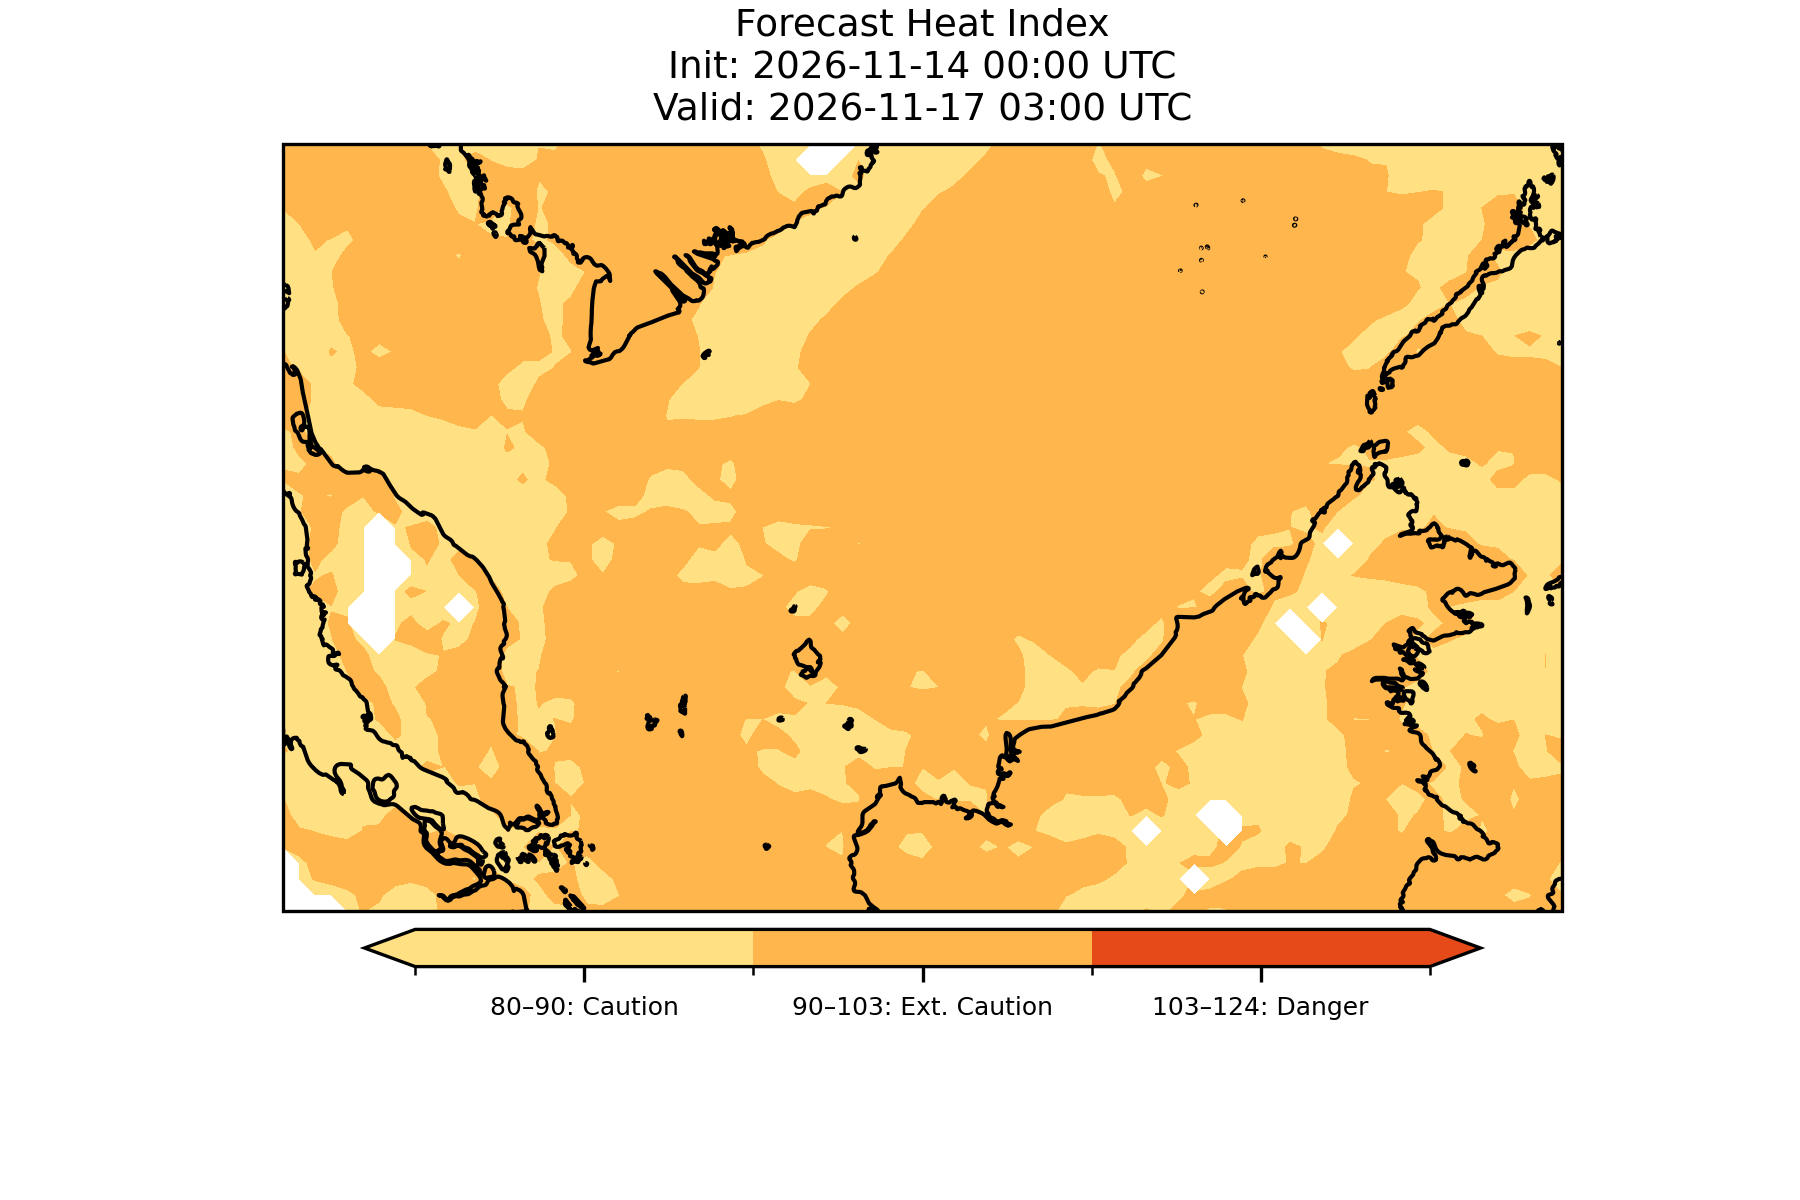 Forecast Heat Index
Init: 2026-11-14 00:00 UTC
Valid: 2026-11-17 03:00 UTC
80–90: Caution
90–103: Ext. Caution
103–124: Danger